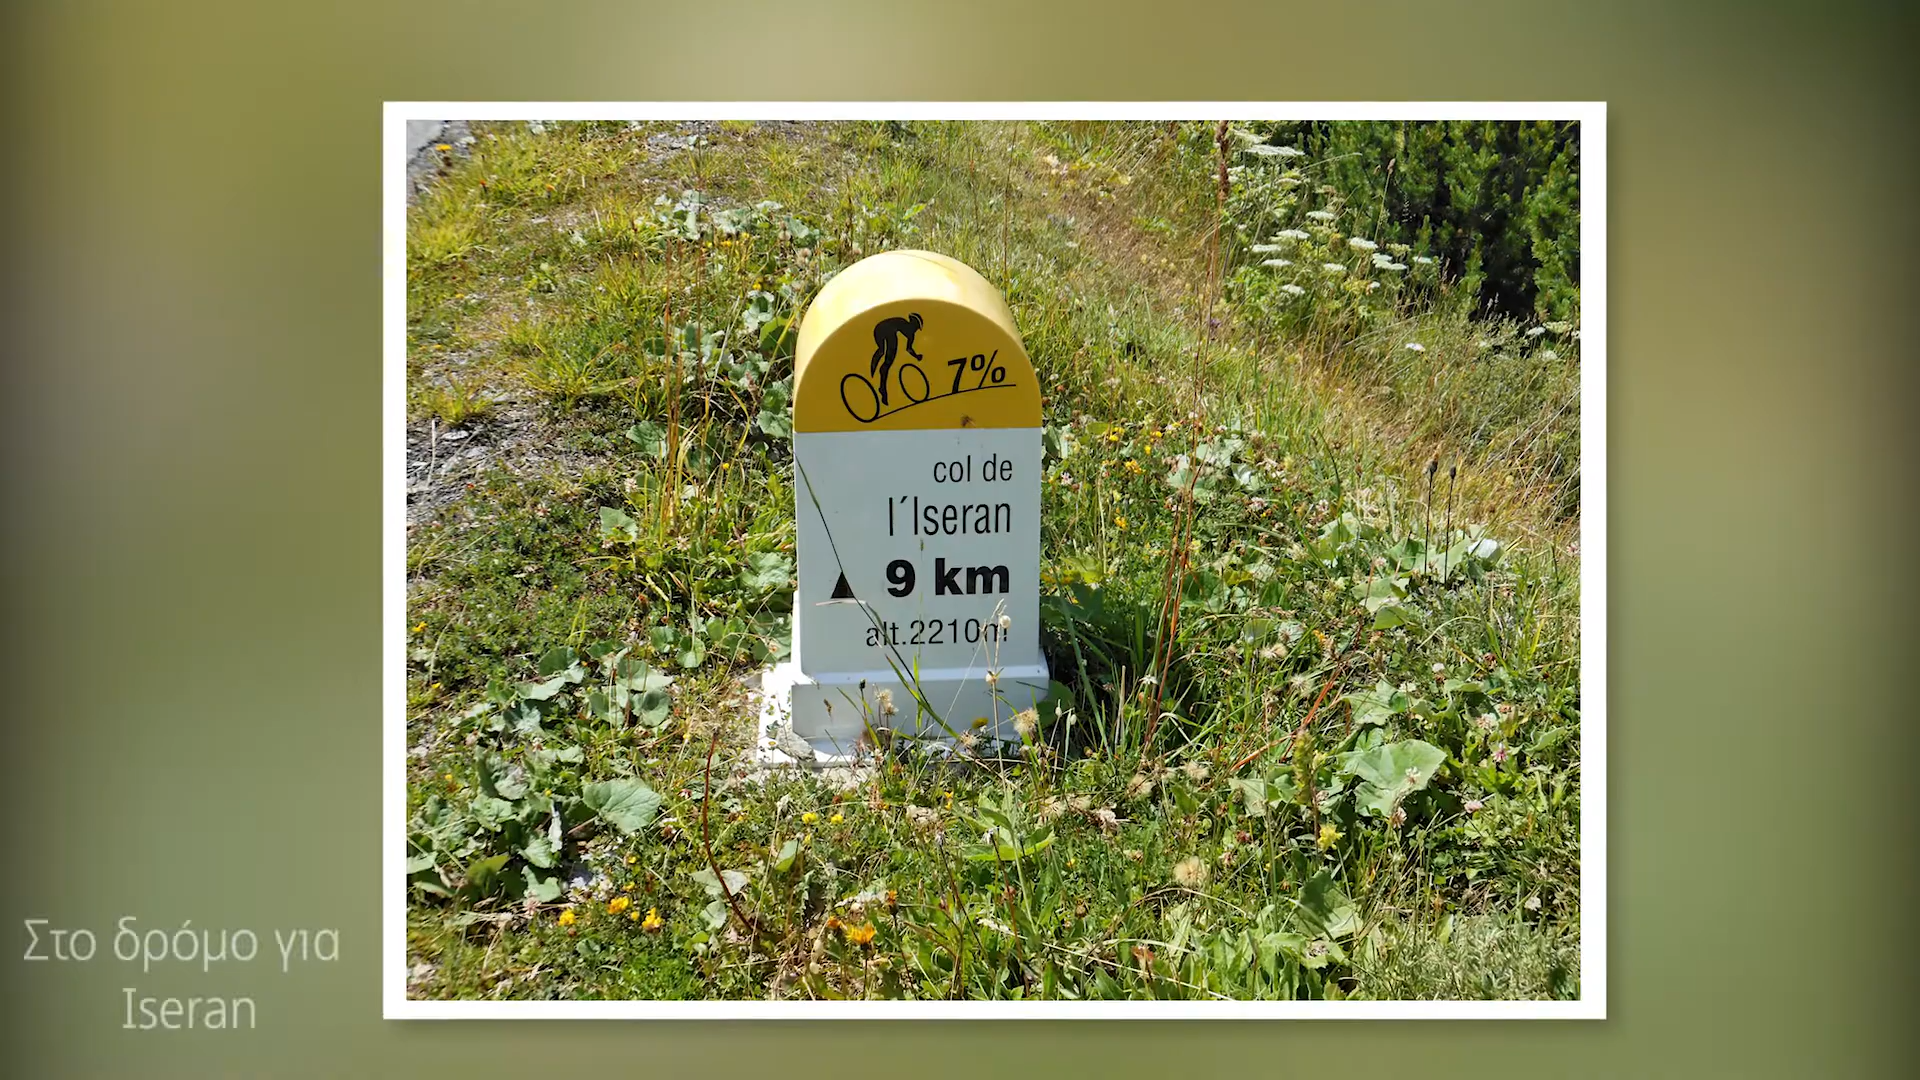 7%
col de
l´Iseran
▲ 9 km
alt.2210m
Στο δρόμο για
Iseran